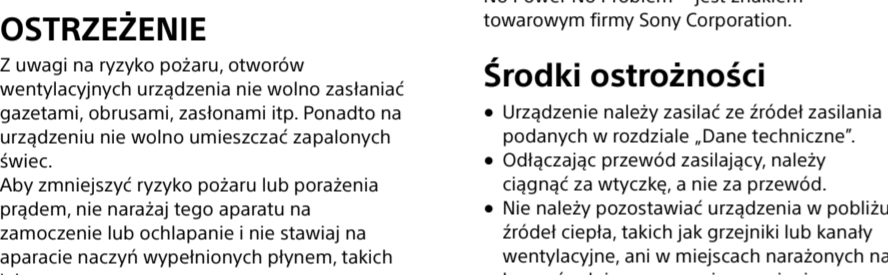 OSTRZEŻENIE
Z uwagi na ryzyko pożaru, otworów
wentylacyjnych urządzenia nie wolno zasłaniać
gazetami, obrusami, zasłonami itp. Ponadto na
urządzeniu nie wolno umieszczać zapalonych
świec.
Aby zmniejszyć ryzyko pożaru lub porażenia
prądem, nie narażaj tego aparatu na
zamoczenie lub ochlapanie i nie stawiaj na
aparacie naczyń wypełnionych płynem, takich
towarowym firmy Sony Corporation.
Środki ostrożności
• Urządzenie należy zasilać ze źródeł zasilania
podanych w rozdziale „Dane techniczne”.
• Odłączając przewód zasilający, należy
ciągnąć za wtyczkę, a nie za przewód.
• Nie należy pozostawiać urządzenia w pobliżu
źródeł ciepła, takich jak grzejniki lub kanały
wentylacyjne, ani w miejscach narażonych na